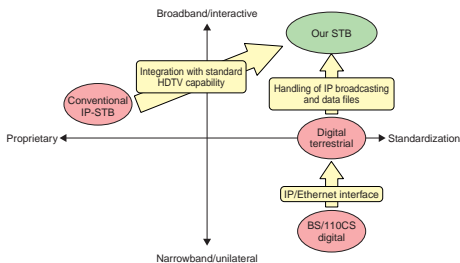 Broadband/interactive
Our STB
Integration with standard
HDTV capability
Handling of IP broadcasting
and data files
Conventional
IP-STB
Proprietary
Digital
terrestrial
Standardization
IP/Ethernet interface
BS/110CS
digital
Narrowband/unilateral